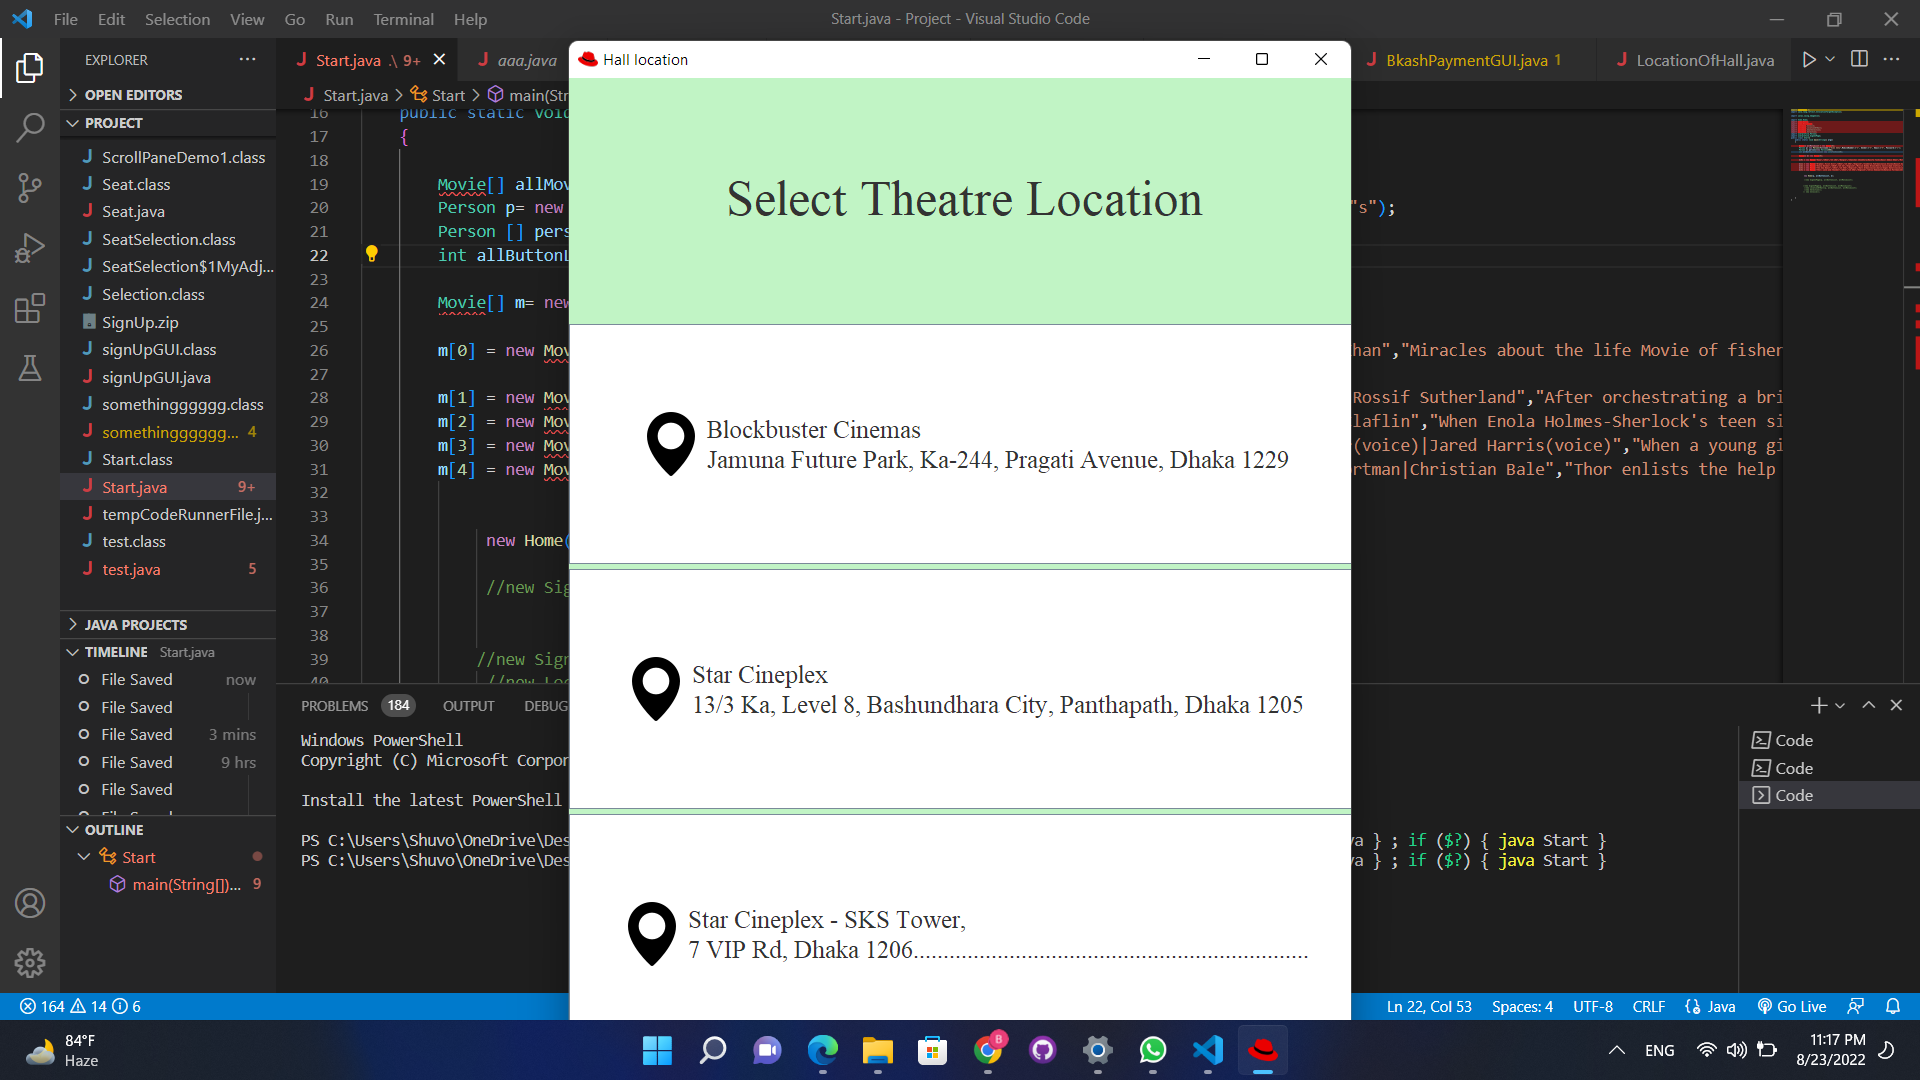 File Edit Selection View Go Run Terminal Help
Start.java - Project - Visual Studio Code
EXPLORER
OPEN EDITORS
PROJECT
ScrollPaneDemo1.class
Seat.class
Seat.java
SeatSelection.class
SeatSelection$1MyAdj...
Selection.class
SignUp.zip
signUpGUI.class
signUpGUI.java
somethingggggg.class
somethingggggg... 4
Start.class
Start.java 9+
tempCodeRunnerFile.j...
test.class
test.java 5
JAVA PROJECTS
TIMELINE Start.java
File Saved now
File Saved
File Saved 3 mins
File Saved 9 hrs
File Saved
OUTLINE
Start
main(String[])... 9
Start.java .\ 9+
aaa.java
BkashPaymentGUI.java 1
LocationOfHall.java
Start.java > Start > main(Str
16 public static void
17 {
18
19 Movie[] allMov
20 Person p= new "s");
21 Person [] pers
22 int allButtonL
23
24 Movie[] m= new
25
26 m[0] = new Mov han","Miracles about the life Movie of fisher
27
28 m[1] = new Mov Rossif Sutherland","After orchestrating a bri
29 m[2] = new Mov laflin","When Enola Holmes-Sherlock's teen si
30 m[3] = new Mov (voice)|Jared Harris(voice)","When a young gi
31 m[4] = new Mov rtman|Christian Bale","Thor enlists the help
32
33
34 new Home(
35
36 //new Sig
37
38
39 //new Sign
40 //new Loc
Hall location
Select Theatre Location
Blockbuster Cinemas
Jamuna Future Park, Ka-244, Pragati Avenue, Dhaka 1229
Star Cineplex
13/3 Ka, Level 8, Bashundhara City, Panthapath, Dhaka 1205
Star Cineplex - SKS Tower,
7 VIP Rd, Dhaka 1206..................................................................
PROBLEMS 184 OUTPUT DEBUG
Windows PowerShell
Copyright (C) Microsoft Corpor
Install the latest PowerShell
PS C:\Users\Shuvo\OneDrive\Des va } ; if ($?) { java Start }
PS C:\Users\Shuvo\OneDrive\Des va } ; if ($?) { java Start }
Code
Code
Code
164 14 6
Ln 22, Col 53 Spaces: 4 UTF-8 CRLF Java Go Live
84°F
Haze
B
ENG
11:17 PM
8/23/2022